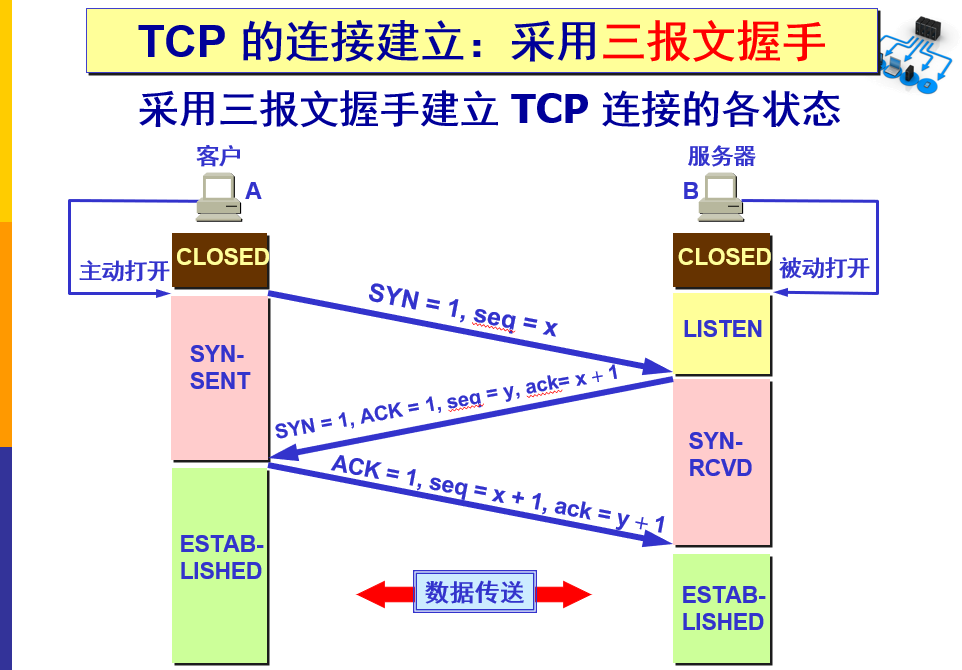 TCP 的连接建立：采用三报文握手
采用三报文握手建立 TCP 连接的各状态
客户
服务器
A
B
CLOSED
CLOSED
主动打开
被动打开
SYN = 1, seq = x
LISTEN
SYN-
SENT
SYN = 1, ACK = 1, seq = y, ack= x + 1
SYN-
RCVD
ACK = 1, seq = x + 1, ack = y + 1
ESTAB-
LISHED
数据传送
ESTAB-
LISHED